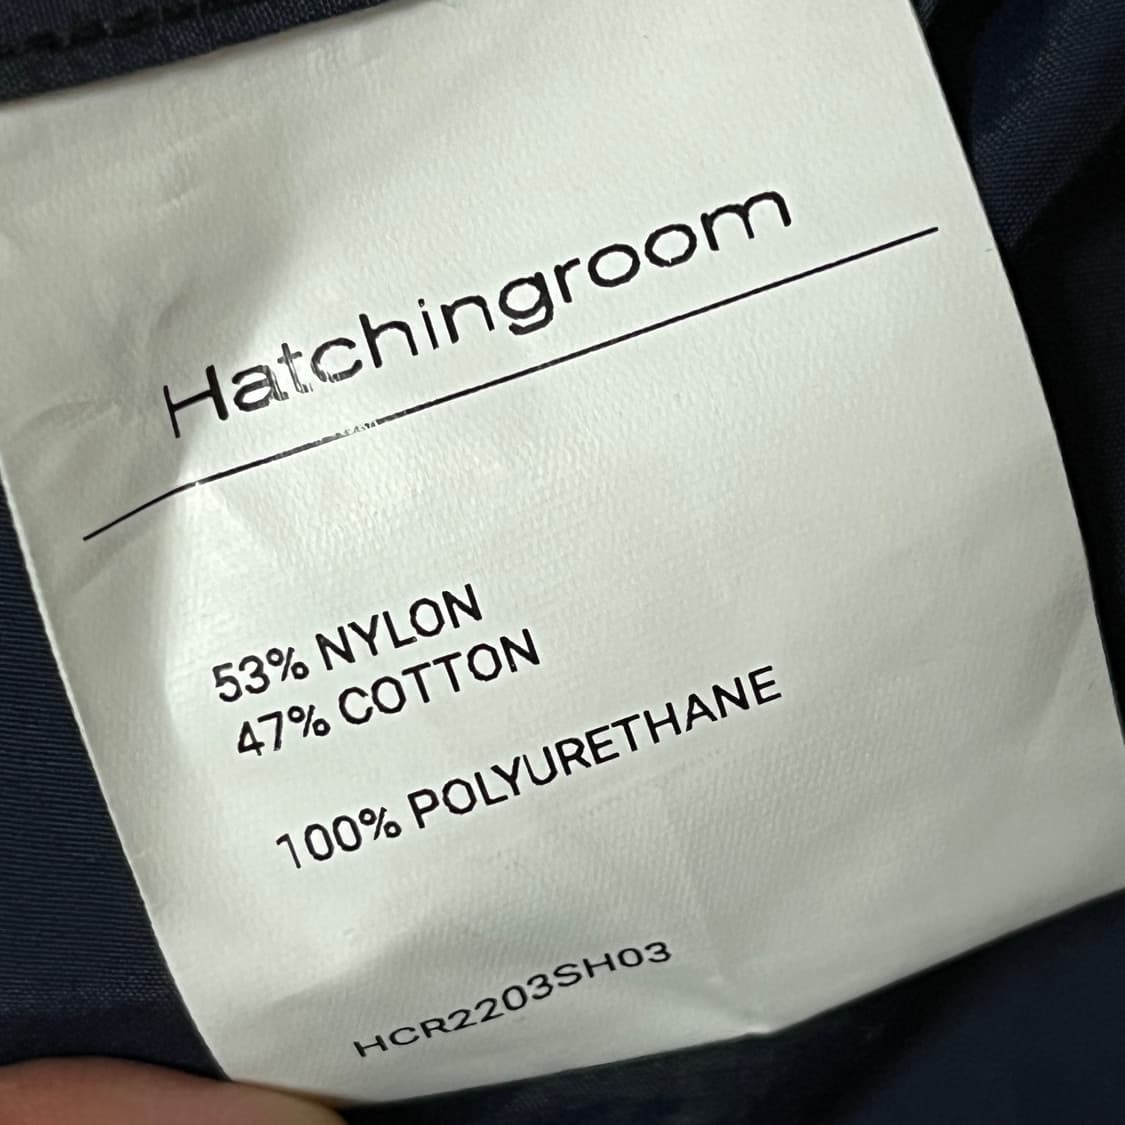 Hatchingroom
53% NYLON
47% COTTON
100% POLYURETHANE
HCR2203SH03